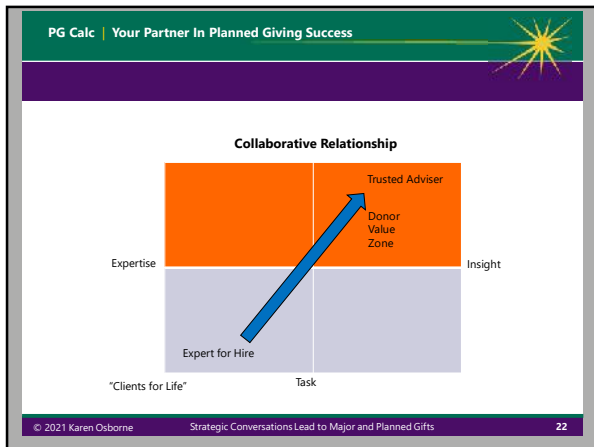 PG Calc | Your Partner In Planned Giving Success
Collaborative Relationship
Trusted Adviser
Donor
Value
Zone
Expertise
Insight
Expert for Hire
"Clients for Life"
Task
© 2021 Karen Osborne
Strategic Conversations Lead to Major and Planned Gifts
22